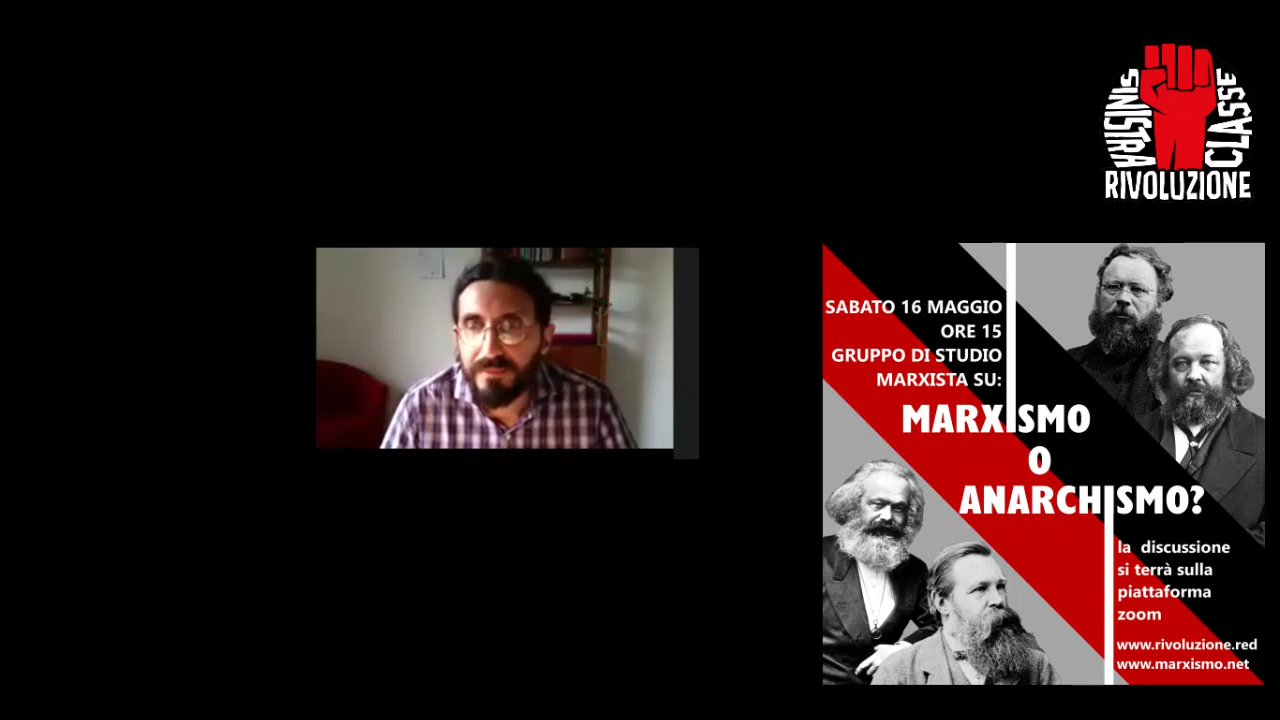 SINISTRA
CLASSE
RIVOLUZIONE
SABATO 16 MAGGIO
ORE 15
GRUPPO DI STUDIO
MARXISTA SU:
MARXISMO
O
ANARCHISMO?
la discussione
si terrà sulla
piattaforma
zoom
www.rivoluzione.red
www.marxismo.net